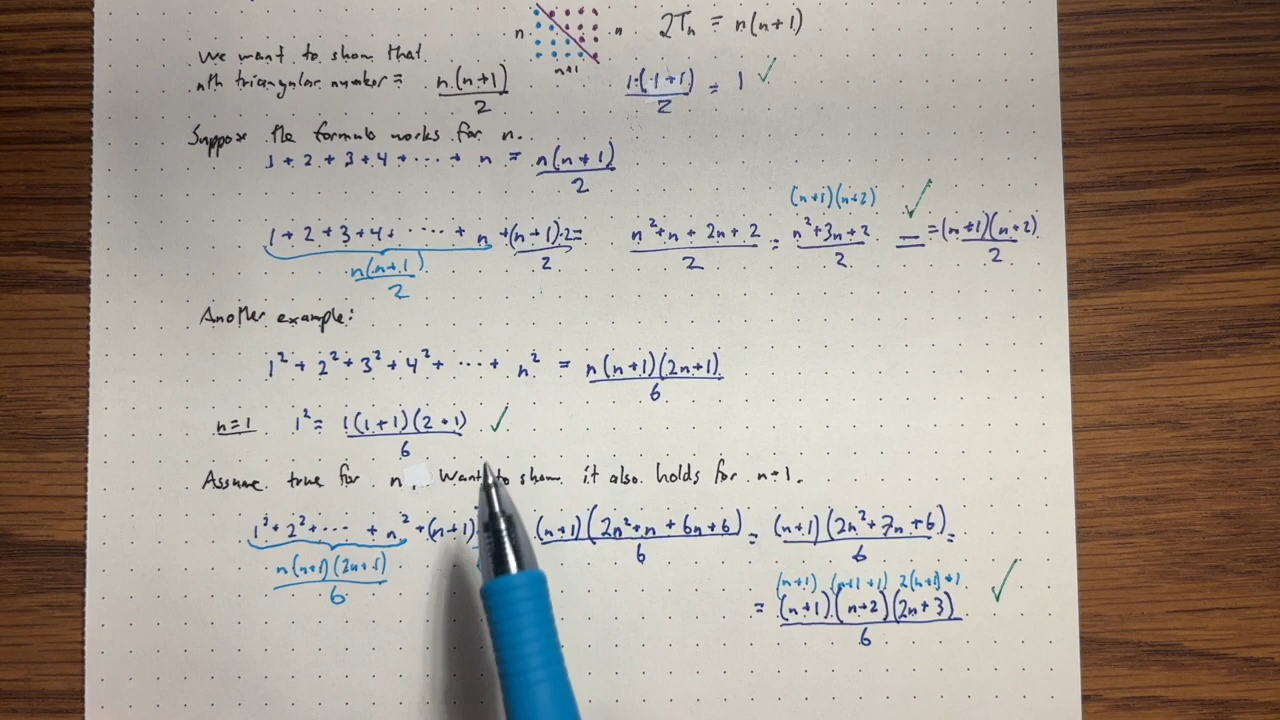 n n 2Tₙ = n(n+1)
n+1
We want to show that
nth triangular number = n(n+1)/2 1·(1+1)/2 = 1 ✓
Suppose the formula works for n.
1+2+3+4+ ⋯ + n = n(n+1)/2
(n+1)(n+2) ✓
1+2+3+4+ ⋯ + n +(n+1)·2/2 = n²+n+2n+2/2 = n²+3n+2/2 = (n+1)(n+2)/2
n(n+1)/2
Another example:
1² + 2² + 3² + 4² + ⋯ + n² = n(n+1)(2n+1)/6
n=1 1² = 1(1+1)(2+1)/6 ✓
Assume true for n. Want to show it also holds for n+1.
1²+2²+ ⋯ + n² +(n+1) (n+1)(2n²+n+6n+6)/6 = (n+1)(2n²+7n+6)/6 =
n(n+1)(2n+1)/6
(n+1) (n+1+1) 2(n+1)+1
= (n+1)(n+2)(2n+3)/6 ✓